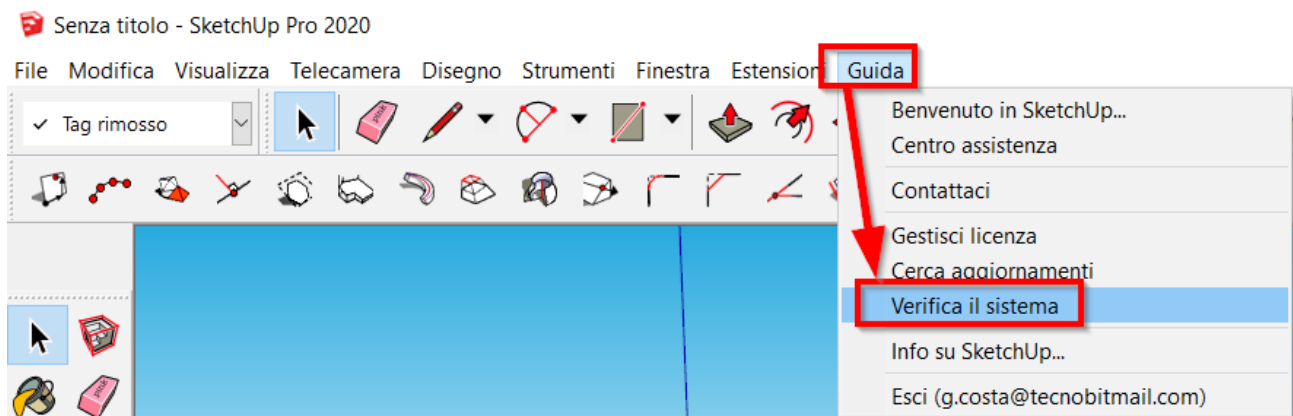 Senza titolo - SketchUp Pro 2020
File Modifica Visualizza Telecamera Disegno Strumenti Finestra Estensioni Guida
Tag rimosso
Benvenuto in SketchUp...
Centro assistenza
Contattaci
Gestisci licenza
Cerca aggiornamenti
Verifica il sistema
Info su SketchUp...
Esci (g.costa@tecnobitmail.com)